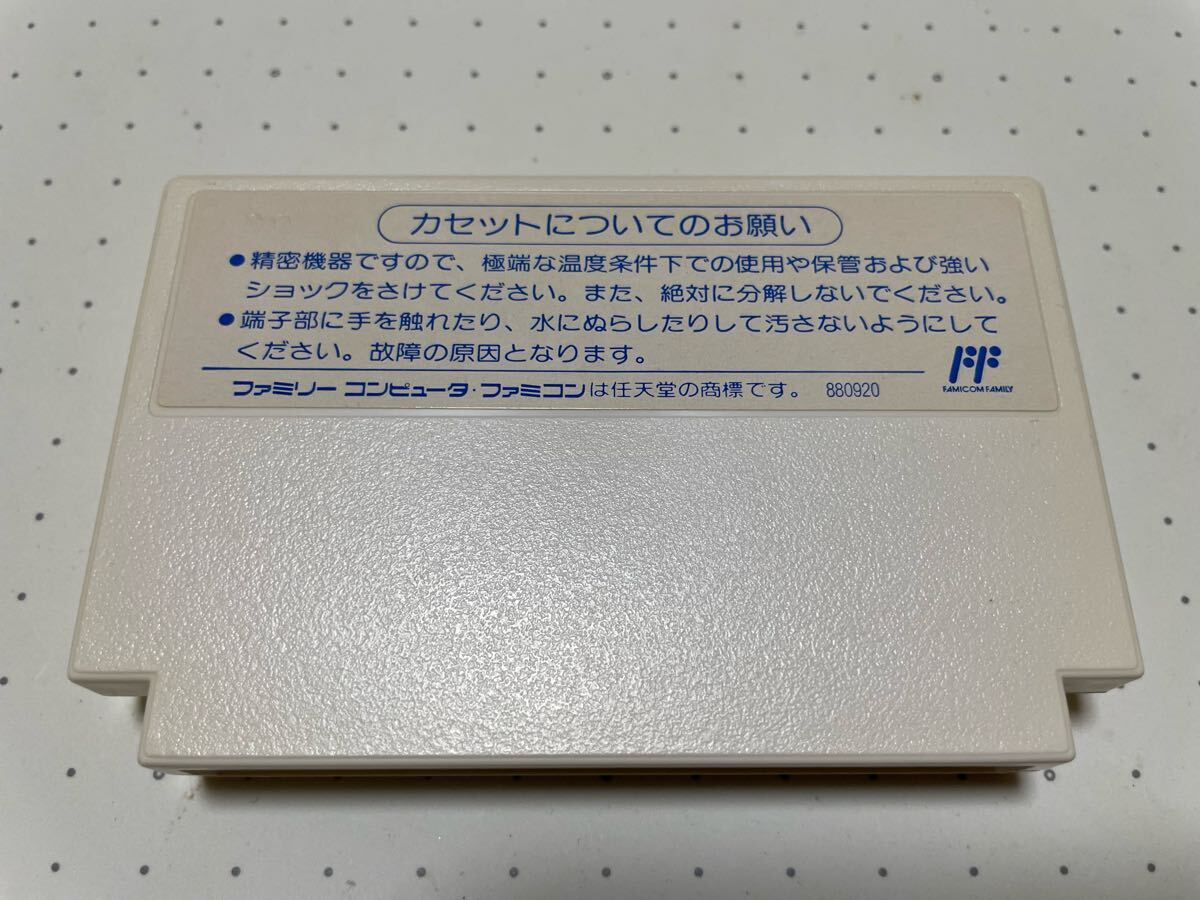 カセットについてのお願い
●精密機器ですので、極端な温度条件下での使用や保管および強い
ショックをさけてください。また、絶対に分解しないでください。
●端子部に手を触れたり、水にぬらしたりして汚さないようにして
ください。故障の原因となります。
FAMICOM FAMILY
ファミリーコンピュータ・ファミコンは任天堂の商標です。 880920